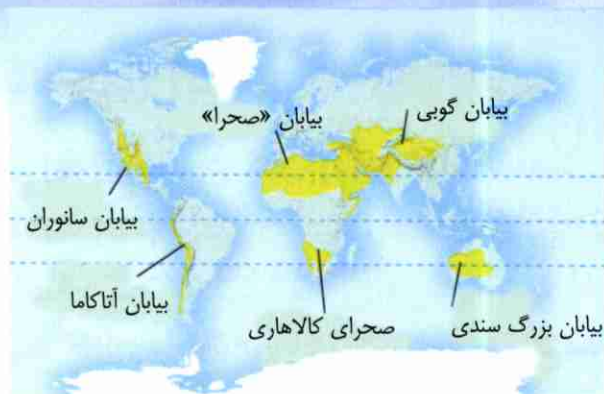 بیابان گوبی
بیابان «صحرا»
بیابان سانوران
بیابان آتاکاما
صحرای کالاهاری
بیابان بزرگ سندی